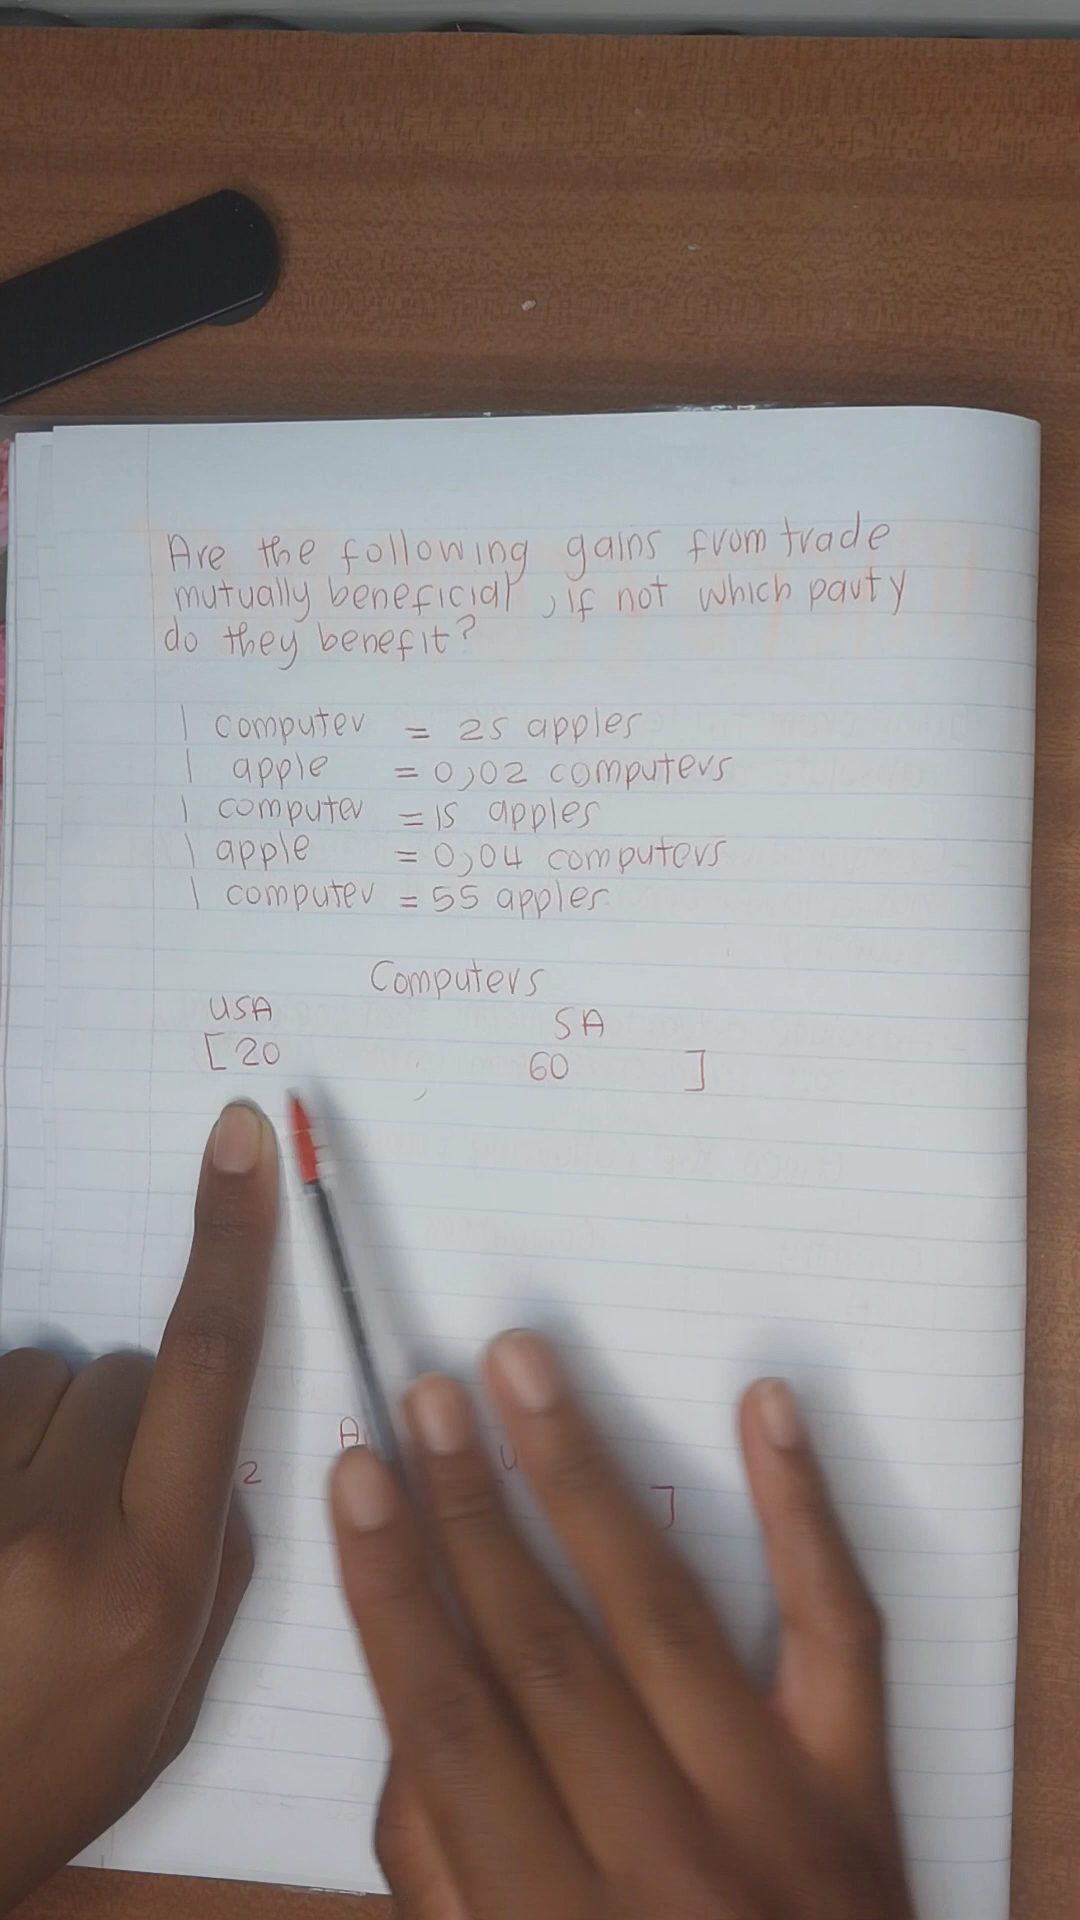 Are the following gains from trade
mutually beneficial, if not which party
do they benefit?
1 computer = 25 apples
1 apple = 0,02 computers
1 computer = 15 apples
1 apple = 0,04 computers
1 computer = 55 apples
Computers
USA SA
[20 , 60 ]
2 ]